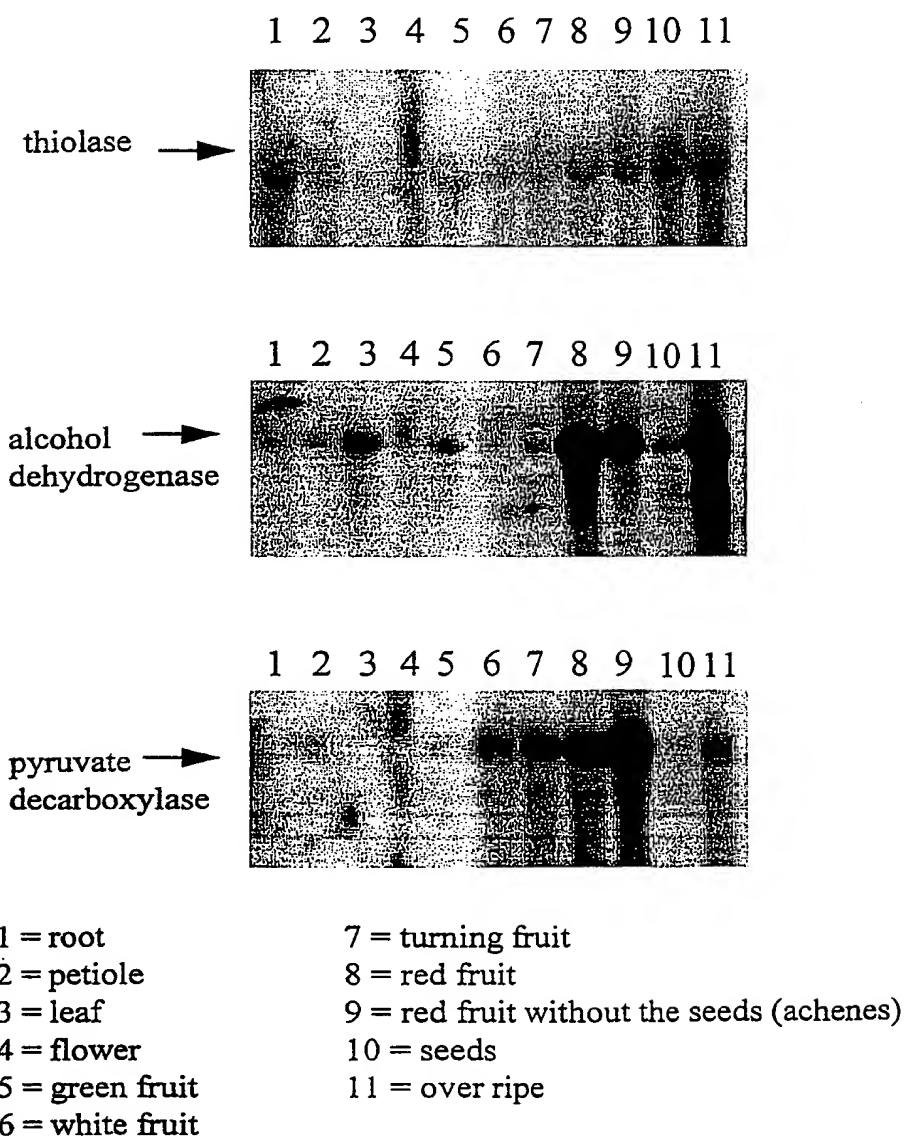 1 2 3 4 5 6 7 8 9 10 11
thiolase
1 2 3 4 5 6 7 8 9 10 11
alcohol
dehydrogenase
1 2 3 4 5 6 7 8 9 10 11
pyruvate
decarboxylase
1 = root
2 = petiole
3 = leaf
4 = flower
5 = green fruit
6 = white fruit
7 = turning fruit
8 = red fruit
9 = red fruit without the seeds (achenes)
10 = seeds
11 = over ripe